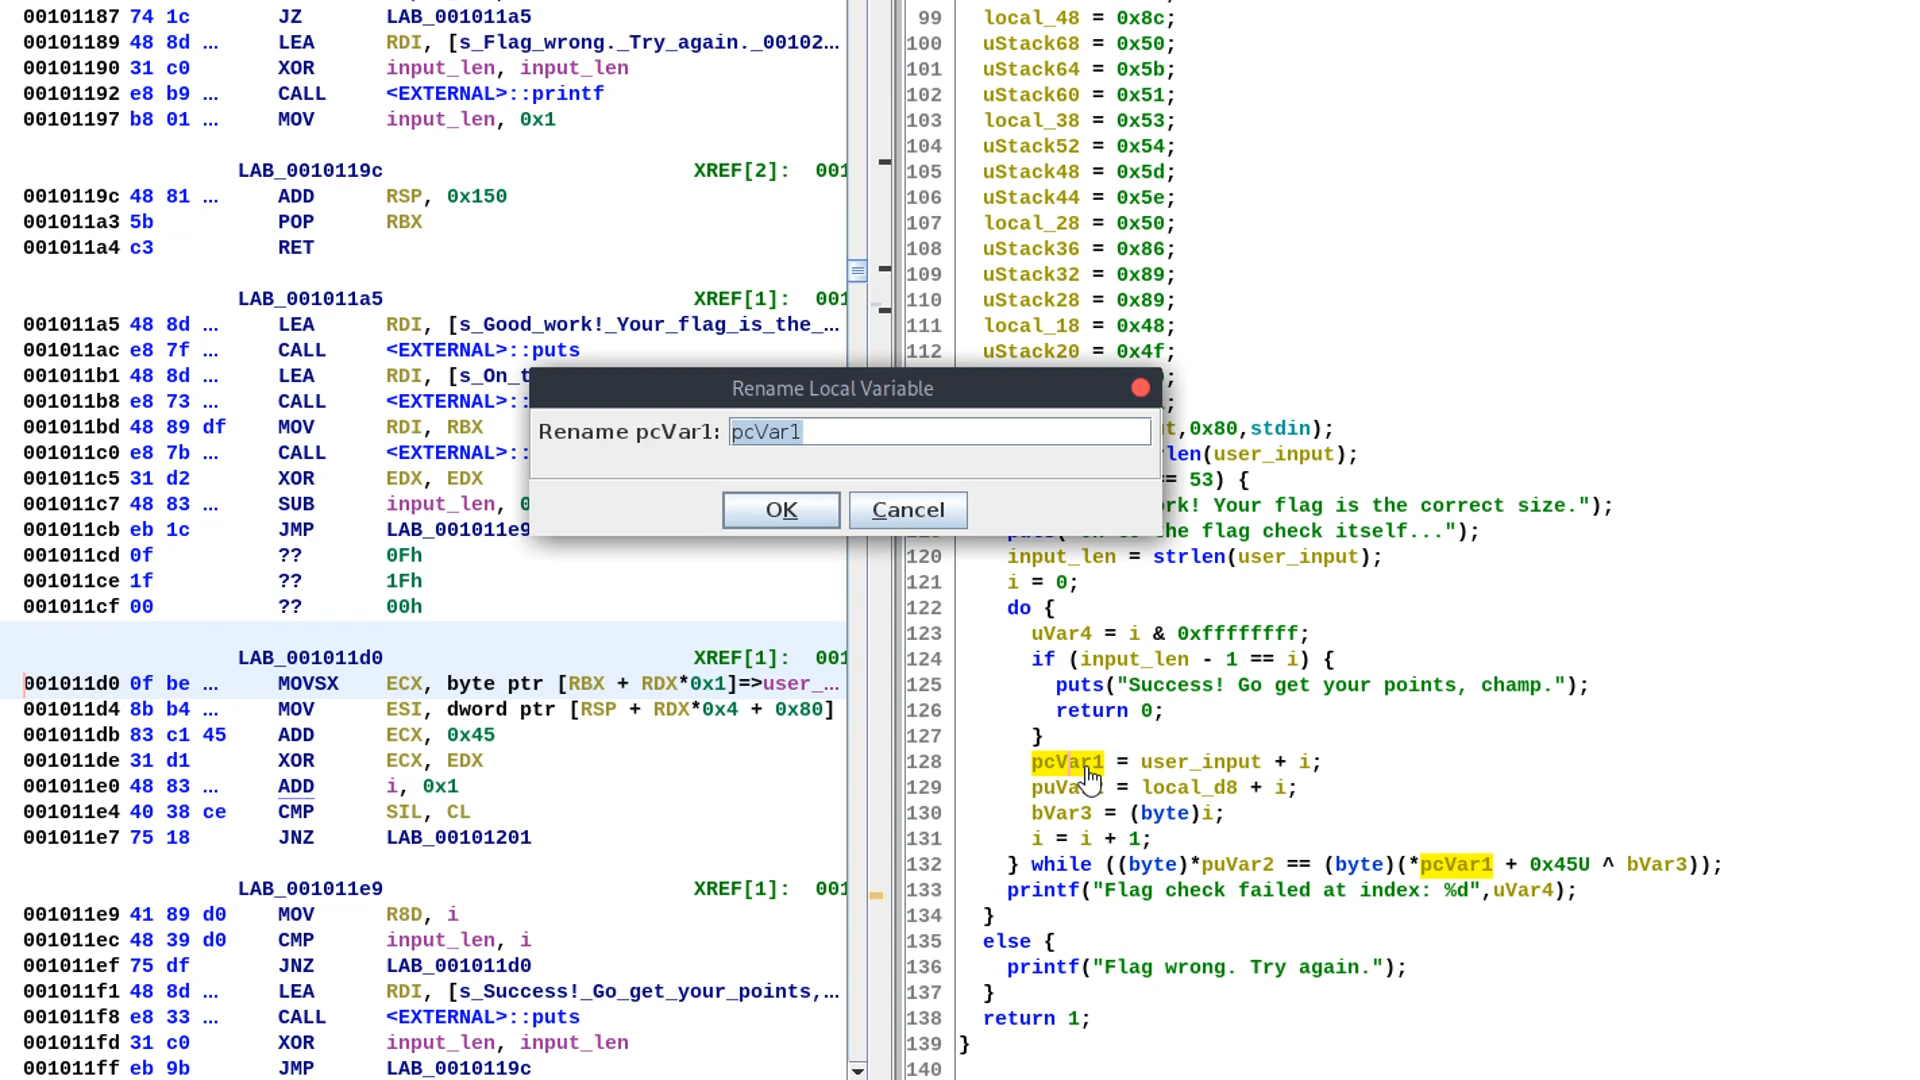 00101187 74 1c JZ LAB_001011a5
00101189 48 8d ... LEA RDI, [s_Flag_wrong._Try_again._00102...
00101190 31 c0 XOR input_len, input_len
00101192 e8 b9 ... CALL <EXTERNAL>::printf
00101197 b8 01 ... MOV input_len, 0x1
LAB_0010119c XREF[2]: 001
0010119c 48 81 ... ADD RSP, 0x150
001011a3 5b POP RBX
001011a4 c3 RET
LAB_001011a5 XREF[1]: 001
001011a5 48 8d ... LEA RDI, [s_Good_work!_Your_flag_is_the_...
001011ac e8 7f ... CALL <EXTERNAL>::puts
001011b1 48 8d ... LEA RDI, [s_On_t
001011b8 e8 73 ... CALL <EXTERNAL>::
001011bd 48 89 df MOV RDI, RBX
001011c0 e8 7b ... CALL <EXTERNAL>::
001011c5 31 d2 XOR EDX, EDX
001011c7 48 83 ... SUB input_len, 0
001011cb eb 1c JMP LAB_001011e9
001011cd 0f ?? 0Fh
001011ce 1f ?? 1Fh
001011cf 00 ?? 00h
LAB_001011d0 XREF[1]: 001
001011d0 0f be ... MOVSX ECX, byte ptr [RBX + RDX*0x1]=>user_...
001011d4 8b b4 ... MOV ESI, dword ptr [RSP + RDX*0x4 + 0x80]
001011db 83 c1 45 ADD ECX, 0x45
001011de 31 d1 XOR ECX, EDX
001011e0 48 83 ... ADD i, 0x1
001011e4 40 38 ce CMP SIL, CL
001011e7 75 18 JNZ LAB_00101201
LAB_001011e9 XREF[1]: 001
001011e9 41 89 d0 MOV R8D, i
001011ec 48 39 d0 CMP input_len, i
001011ef 75 df JNZ LAB_001011d0
001011f1 48 8d ... LEA RDI, [s_Success!_Go_get_your_points,...
001011f8 e8 33 ... CALL <EXTERNAL>::puts
001011fd 31 c0 XOR input_len, input_len
001011ff eb 9b JMP LAB_0010119c
99 local_48 = 0x8c;
100 uStack68 = 0x50;
101 uStack64 = 0x5b;
102 uStack60 = 0x51;
103 local_38 = 0x53;
104 uStack52 = 0x54;
105 uStack48 = 0x5d;
106 uStack44 = 0x5e;
107 local_28 = 0x50;
108 uStack36 = 0x86;
109 uStack32 = 0x89;
110 uStack28 = 0x89;
111 local_18 = 0x48;
112 uStack20 = 0x4f;
;
;
t,0x80,stdin);
len(user_input);
== 53) {
rk! Your flag is the correct size.");
he flag check itself...");
120 input_len = strlen(user_input);
121 i = 0;
122 do {
123 uVar4 = i & 0xffffffff;
124 if (input_len - 1 == i) {
125 puts("Success! Go get your points, champ.");
126 return 0;
127 }
128 pcVar1 = user_input + i;
129 puVa = local_d8 + i;
130 bVar3 = (byte)i;
131 i = i + 1;
132 } while ((byte)*puVar2 == (byte)(*pcVar1 + 0x45U ^ bVar3));
133 printf("Flag check failed at index: %d",uVar4);
134 }
135 else {
136 printf("Flag wrong. Try again.");
137 }
138 return 1;
139 }
140
Rename Local Variable
Rename pcVar1: pcVar1
OK Cancel